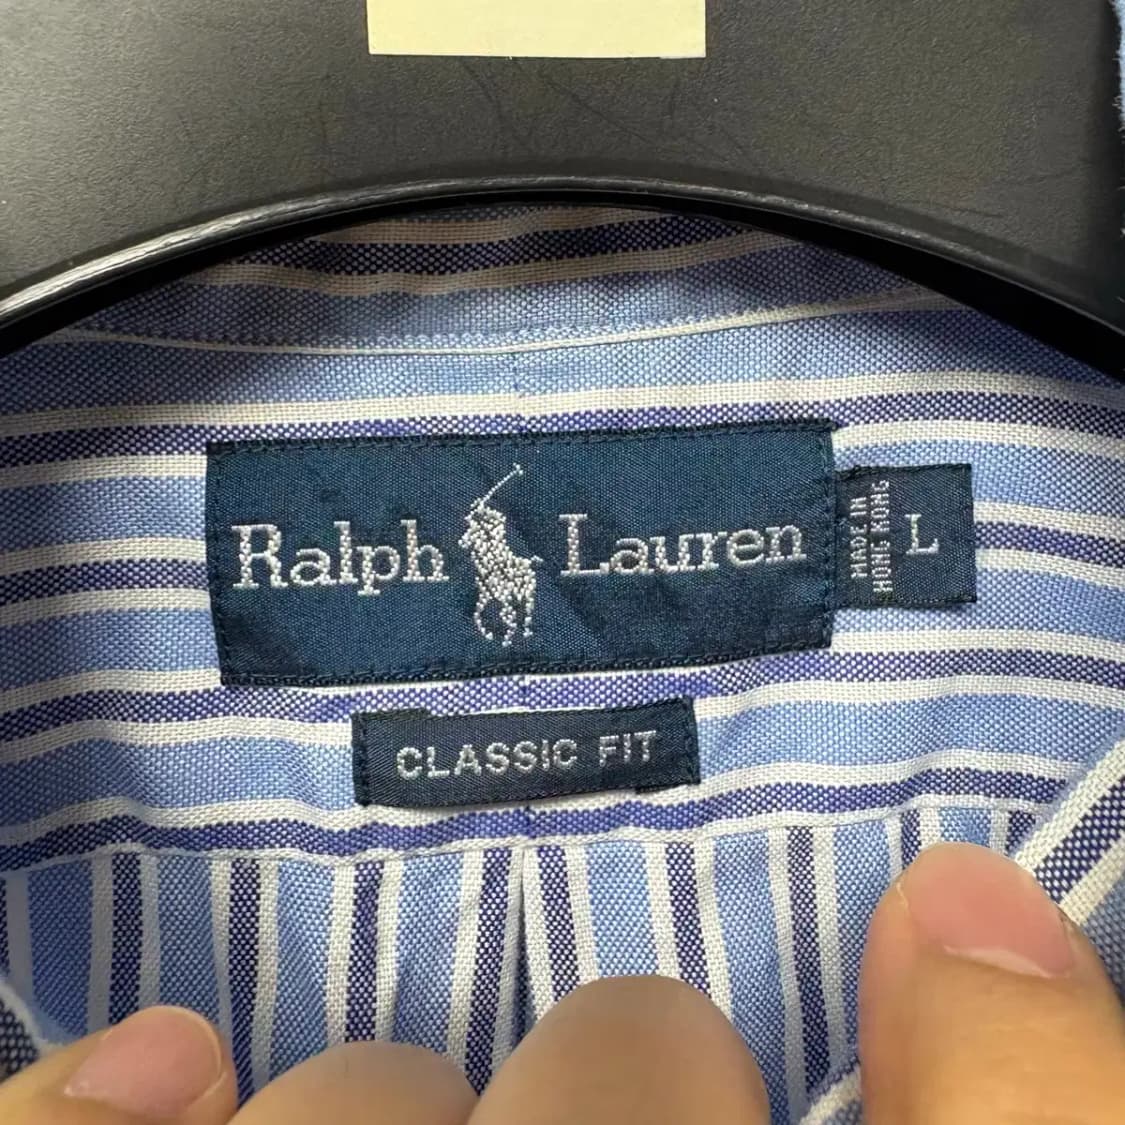 Ralph Lauren
MADE IN
HONG KONG
L
CLASSIC FIT